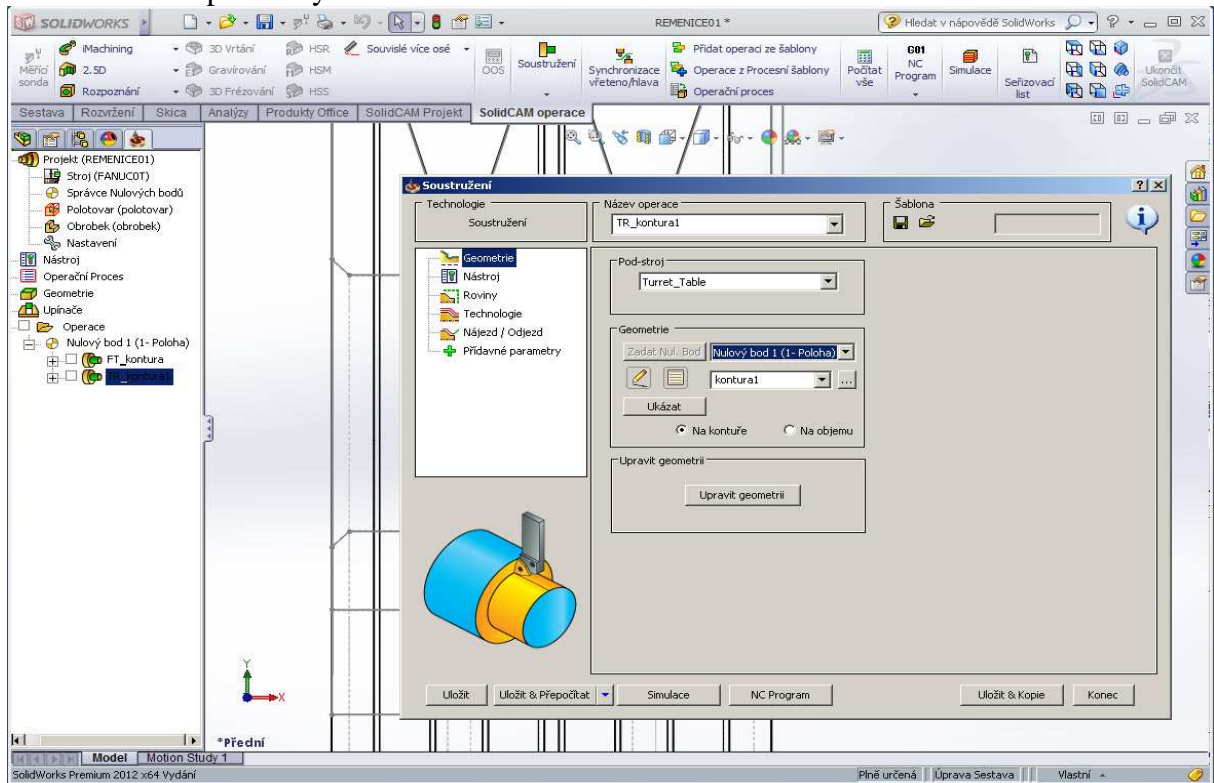 SOLIDWORKS
REMENICE01 *
Hledat v nápovědě SolidWorks
Měřicí sonda
iMachining
2.5D
Rozpoznání
3D Vrtání
Gravírování
3D Frézování
HSR
HSM
HSS
Souvislé více osé
OOS
Soustružení
Synchronizace vřeteno/hlava
Přidat operaci ze šablony
Operace z Procesní šablony
Operační proces
Počítat vše
G01
NC Program
Simulace
Seřizovací list
Ukončit SolidCAM
Sestava
Rozvržení
Skica
Analýzy
Produkty Office
SolidCAM Projekt
SolidCAM operace
Projekt (REMENICE01)
Stroj (FANUC0T)
Správce Nulových bodů
Polotovar (polotovar)
Obrobek (obrobek)
Nastavení
Nástroj
Operační Proces
Geometrie
Upínače
Operace
Nulový bod 1 (1- Poloha)
FT_kontura
TR_kontura1
Soustružení
Technologie
Soustružení
Název operace
TR_kontura1
Šablona
Geometrie
Nástroj
Roviny
Technologie
Nájezd / Odjezd
Přídavné parametry
Pod-stroj
Turret_Table
Geometrie
Zadat Nul. Bod
Nulový bod 1 (1- Poloha)
kontura1
...
Ukázat
Na kontuře
Na objemu
Upravit geometrii
Upravit geometrii
Uložit
Uložit & Přepočítat
Simulace
NC Program
Uložit & Kopie
Konec
Y
X
*Přední
Model
Motion Study 1
SolidWorks Premium 2012 x64 Vydání
Plně určená
Úprava Sestava
Vlastní